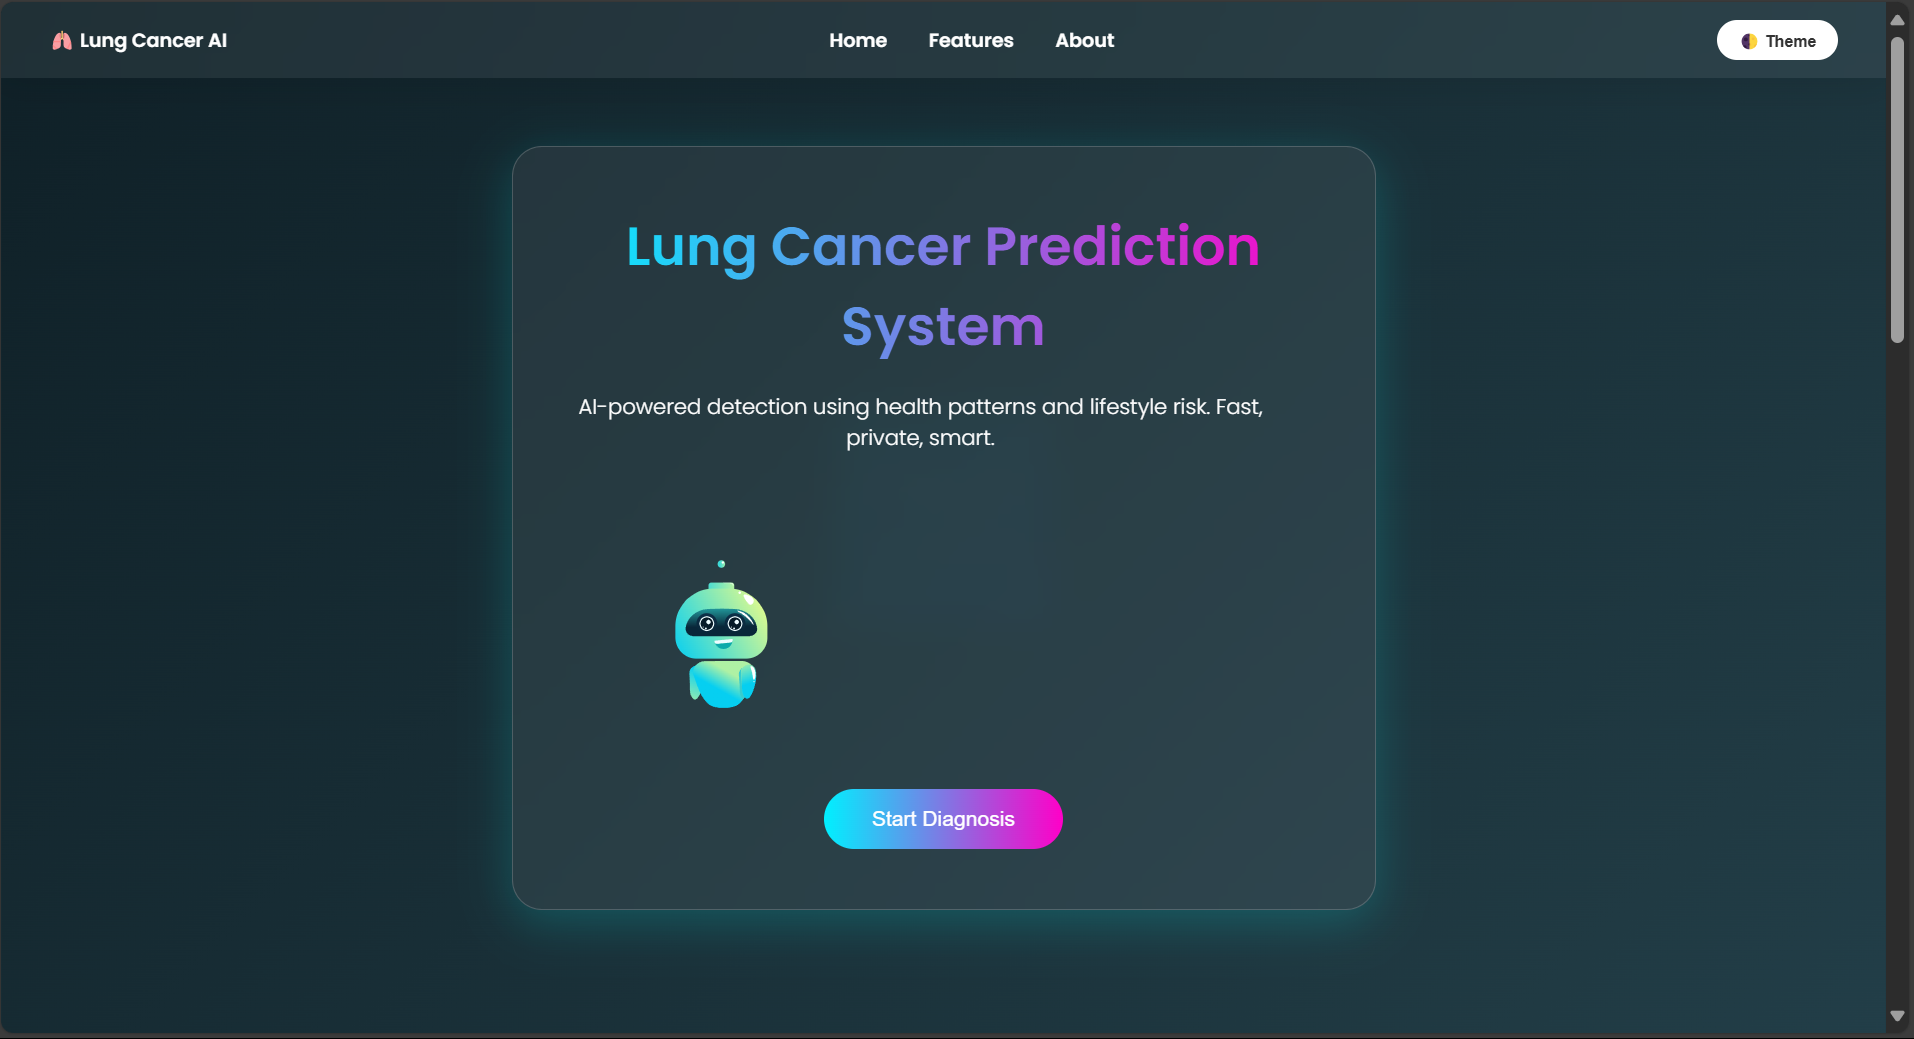 Lung Cancer AI
Home
Features
About
Theme
Lung Cancer Prediction
System
AI-powered detection using health patterns and lifestyle risk. Fast,
private, smart.
Start Diagnosis